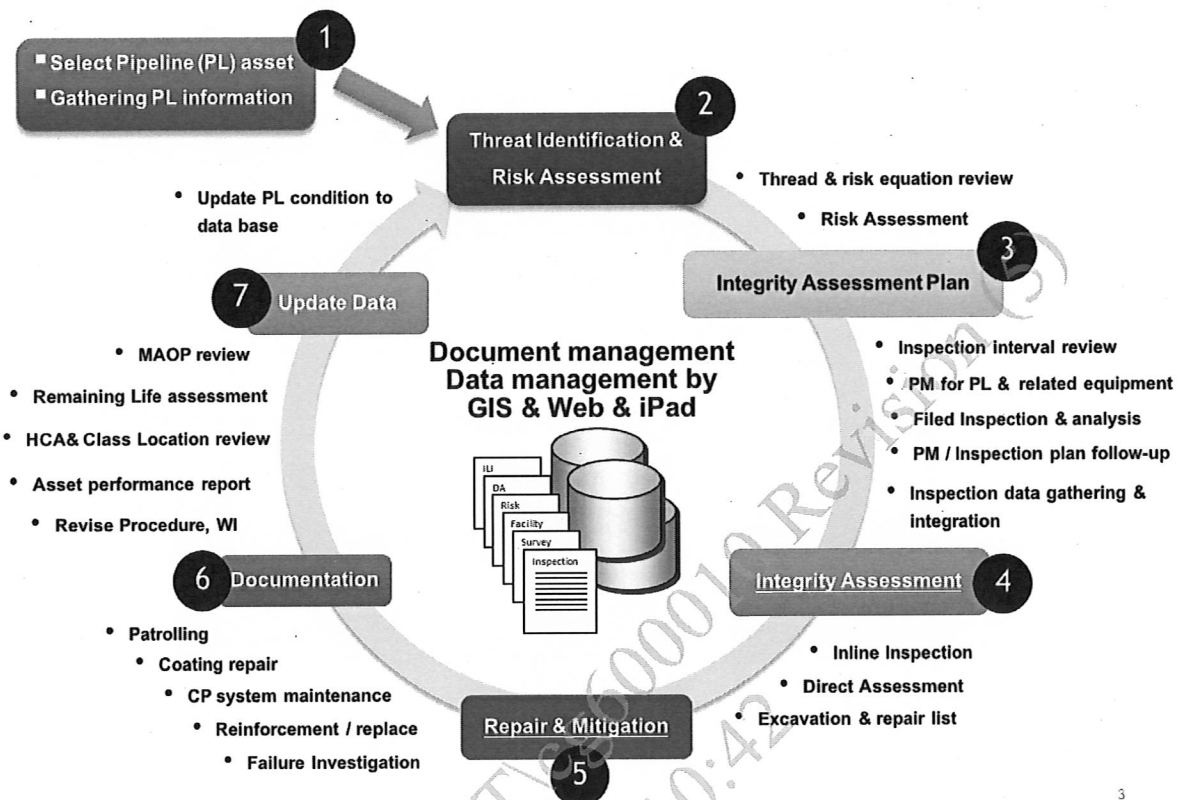 1
▪ Select Pipeline (PL) asset
▪ Gathering PL information
2
Threat Identification &
Risk Assessment
• Thread & risk equation review
• Risk Assessment
3
Integrity Assessment Plan
• Inspection interval review
• PM for PL & related equipment
• Filed Inspection & analysis
• PM / Inspection plan follow-up
• Inspection data gathering &
integration
Integrity Assessment
4
• Inline Inspection
• Direct Assessment
• Excavation & repair list
Repair & Mitigation
5
• Patrolling
• Coating repair
• CP system maintenance
• Reinforcement / replace
• Failure Investigation
6
Documentation
• MAOP review
• Remaining Life assessment
• HCA& Class Location review
• Asset performance report
• Revise Procedure, WI
7
Update Data
• Update PL condition to
data base
Document management
Data management by
GIS & Web & iPad
ILI
DA
Risk
Facility
Survey
Inspection
600010 Revision (5)
0:42
3